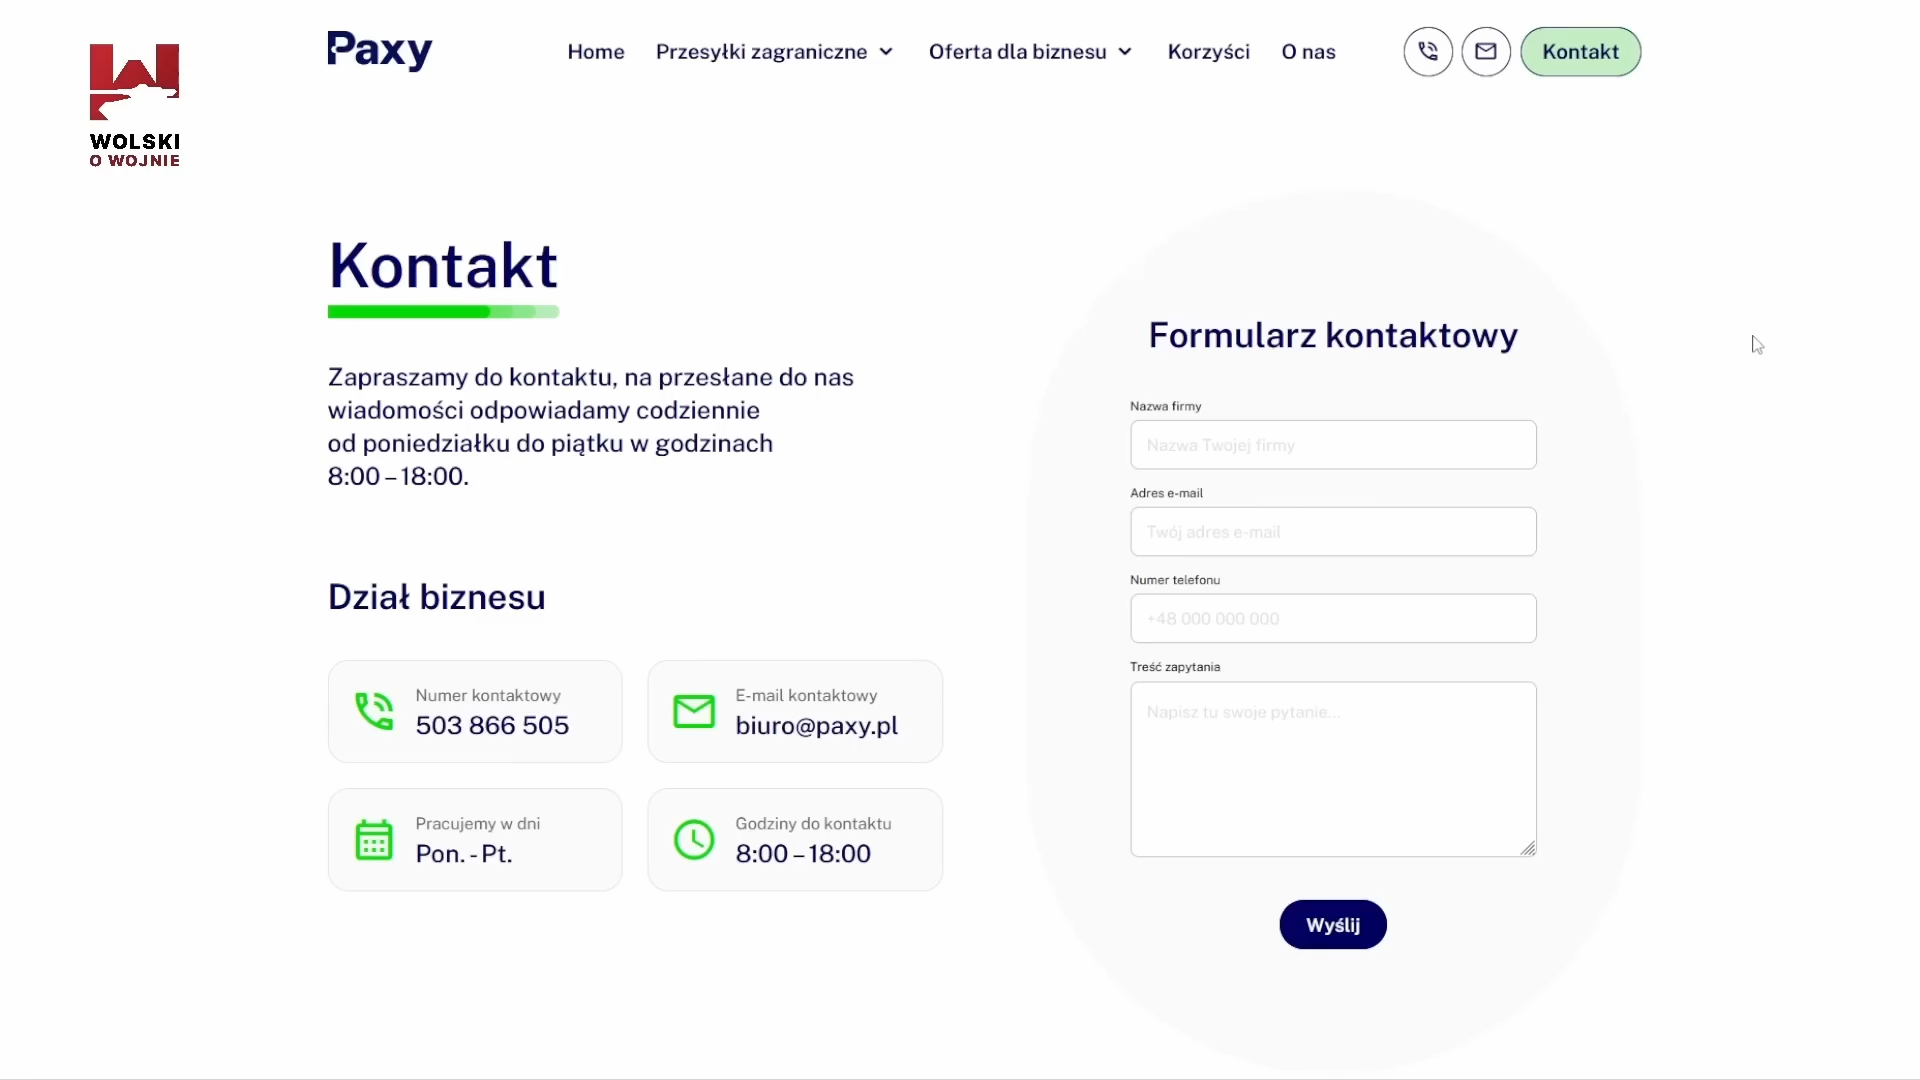 WOLSKI
O WOJNIE
Paxy
Home
Przesyłki zagraniczne
Oferta dla biznesu
Korzyści
O nas
Kontakt
Kontakt
Zapraszamy do kontaktu, na przesłane do nas
wiadomości odpowiadamy codziennie
od poniedziałku do piątku w godzinach
8:00 – 18:00.
Dział biznesu
Numer kontaktowy
503 866 505
E-mail kontaktowy
biuro@paxy.pl
Pracujemy w dni
Pon. - Pt.
Godziny do kontaktu
8:00 – 18:00
Formularz kontaktowy
Nazwa firmy
Nazwa Twojej firmy
Adres e-mail
Twój adres e-mail
Numer telefonu
+48 000 000 000
Treść zapytania
Napisz tu swoje pytanie...
Wyślij